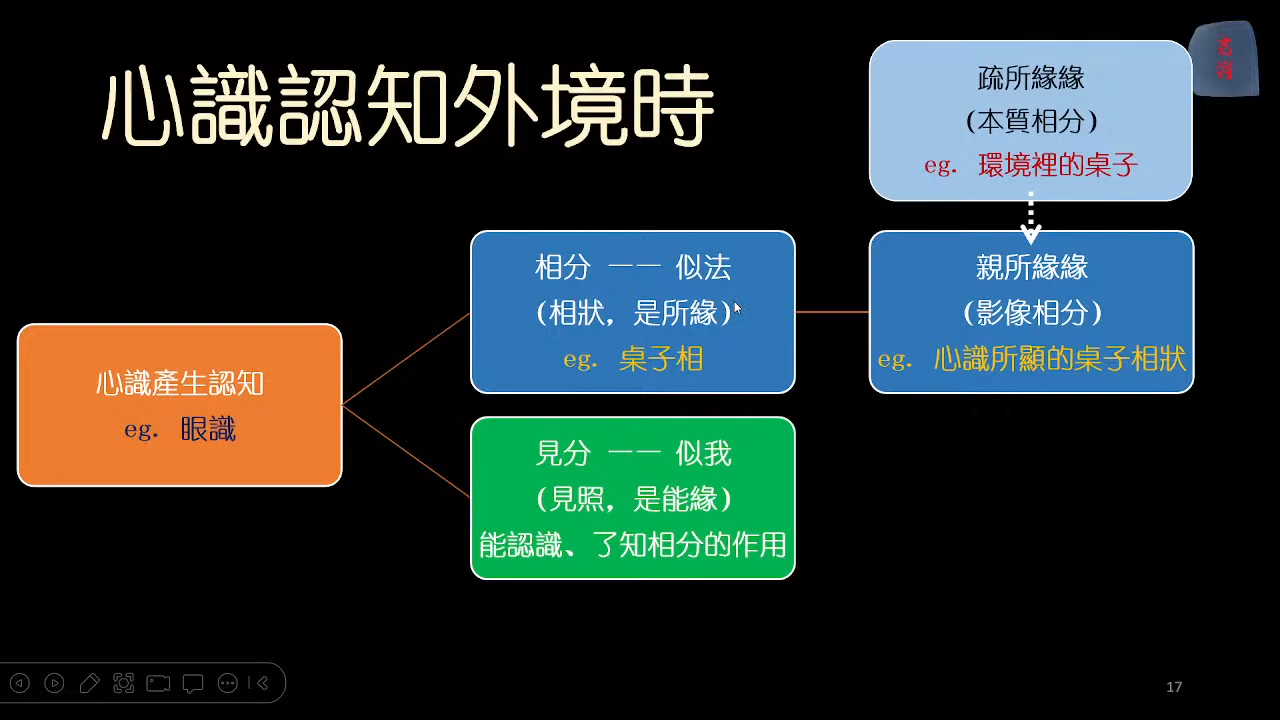 心識認知外境時
疏所緣緣
(本質相分)
eg. 環境裡的桌子
相分 —— 似法
(相狀，是所緣)
eg. 桌子相
親所緣緣
(影像相分)
eg. 心識所顯的桌子相狀
心識產生認知
eg. 眼識
見分 —— 似我
(見照，是能緣)
能認識、了知相分的作用
17